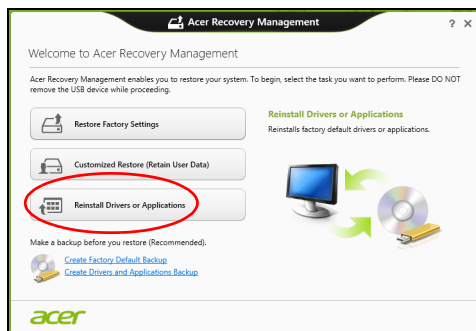 Acer Recovery Management
? ×
Welcome to Acer Recovery Management
Acer Recovery Management enables you to restore your system. To begin, select the task you want to perform. Please DO NOT
remove the USB device while proceeding.
Restore Factory Settings
Customized Restore (Retain User Data)
Reinstall Drivers or Applications
Reinstall Drivers or Applications
Reinstalls factory default drivers or applications.
Make a backup before you restore (Recommended).
Create Factory Default Backup
Create Drivers and Applications Backup
acer